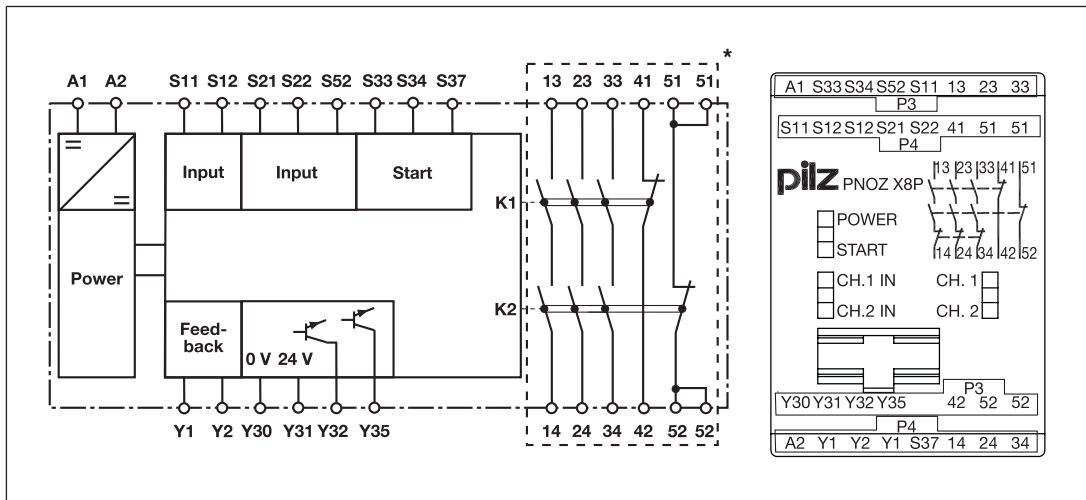 *
A1 A2 S11 S12 S21 S22 S52 S33 S34 S37 13 23 33 41 51 51
Input Input Start
K1
Power
K2
Feed-
back
0 V 24 V
Y1 Y2 Y30 Y31 Y32 Y35 14 24 34 42 52 52
A1 S33 S34 S52 S11 13 23 33
P3
S11 S12 S12 S21 S22 41 51 51
P4
pilz PNOZ X8P
13 23 33 41 51
POWER
START
14 24 34 42 52
CH.1 IN CH. 1
CH.2 IN CH. 2
P3
Y30 Y31 Y32 Y35 42 52 52
P4
A2 Y1 Y2 Y1 S37 14 24 34